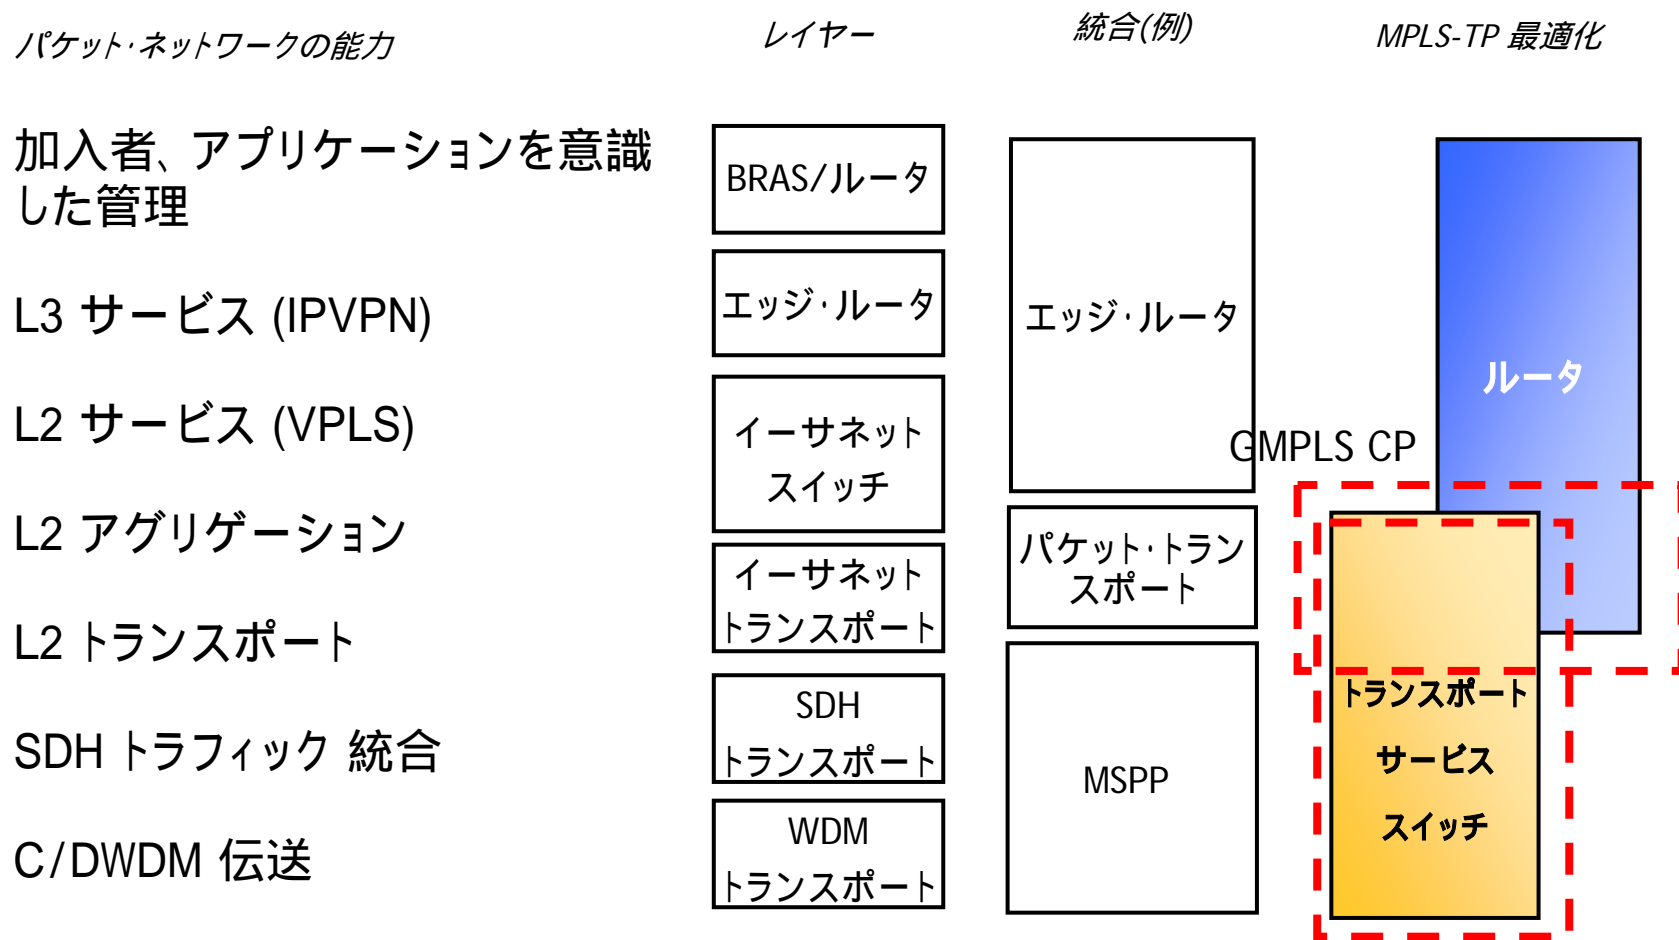 パケット・ネットワークの能力
レイヤー
統合(例)
MPLS-TP 最適化
加入者、アプリケーションを意識
した管理
L3 サービス (IPVPN)
L2 サービス (VPLS)
L2 アグリゲーション
L2 トランスポート
SDH トラフィック 統合
C/DWDM 伝送
BRAS/ルータ
エッジ・ルータ
イーサネット
スイッチ
イーサネット
トランスポート
SDH
トランスポート
WDM
トランスポート
エッジ・ルータ
パケット・トラン
スポート
MSPP
GMPLS CP
ルータ
トランスポート
サービス
スイッチ